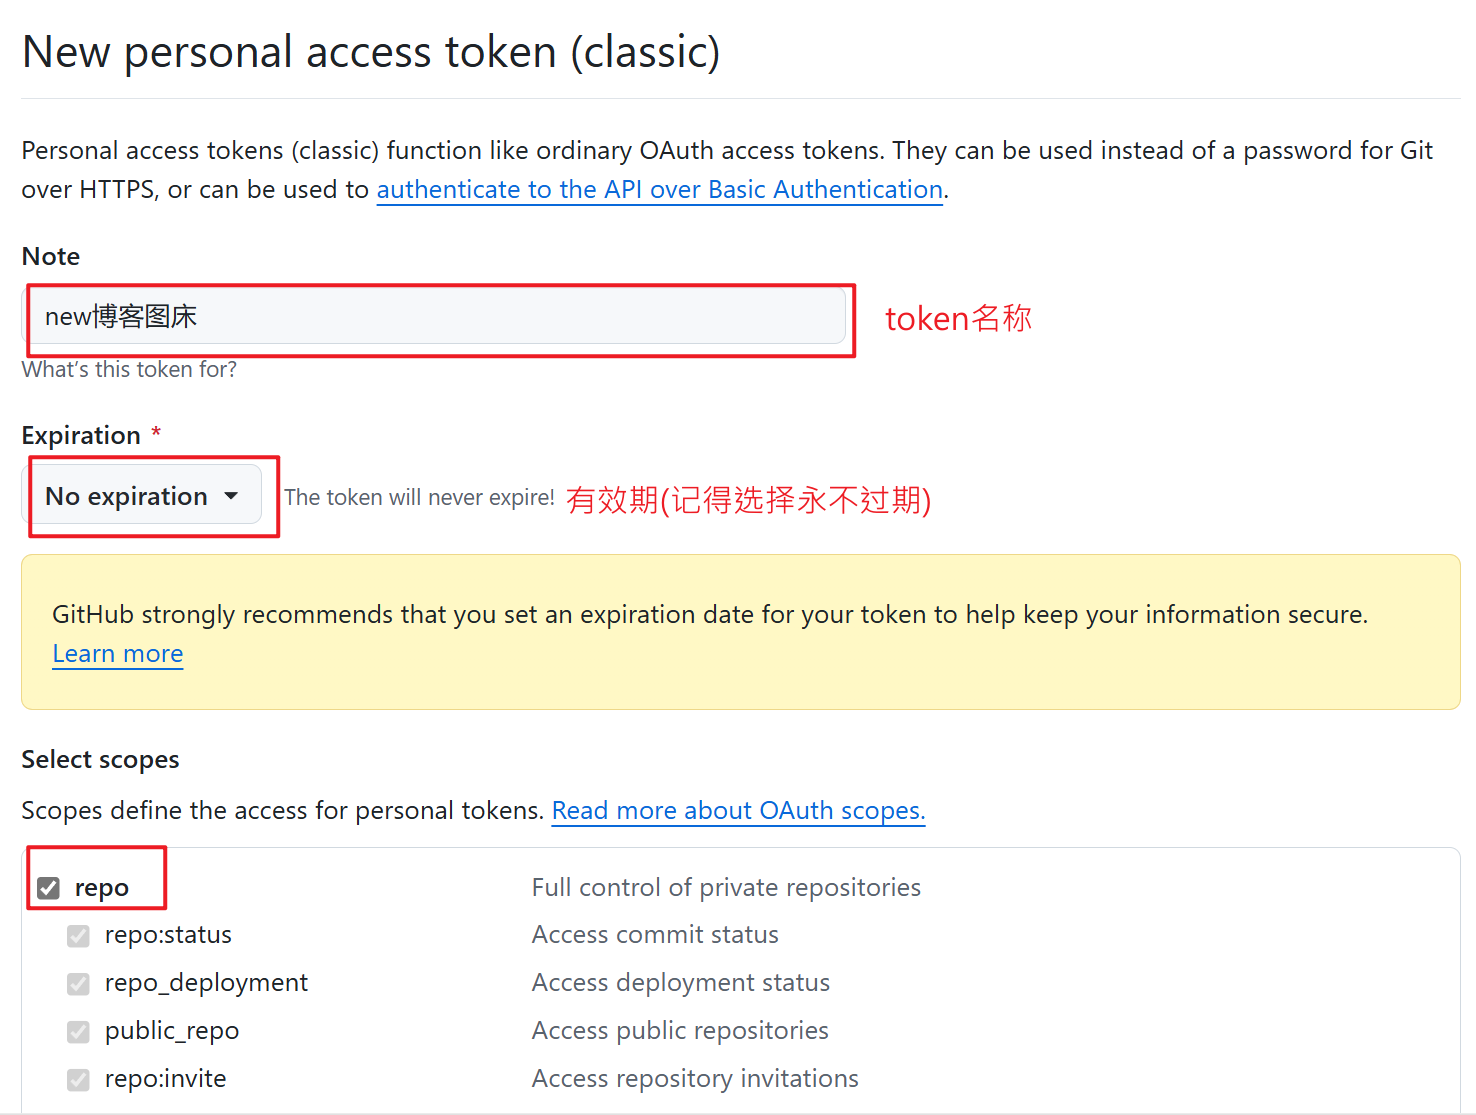 New personal access token (classic)
Personal access tokens (classic) function like ordinary OAuth access tokens. They can be used instead of a password for Git
over HTTPS, or can be used to authenticate to the API over Basic Authentication.
Note
new博客图床 token名称
What's this token for?
Expiration *
No expiration The token will never expire! 有效期(记得选择永不过期)
GitHub strongly recommends that you set an expiration date for your token to help keep your information secure.
Learn more
Select scopes
Scopes define the access for personal tokens. Read more about OAuth scopes.
repo Full control of private repositories
repo:status Access commit status
repo_deployment Access deployment status
public_repo Access public repositories
repo:invite Access repository invitations